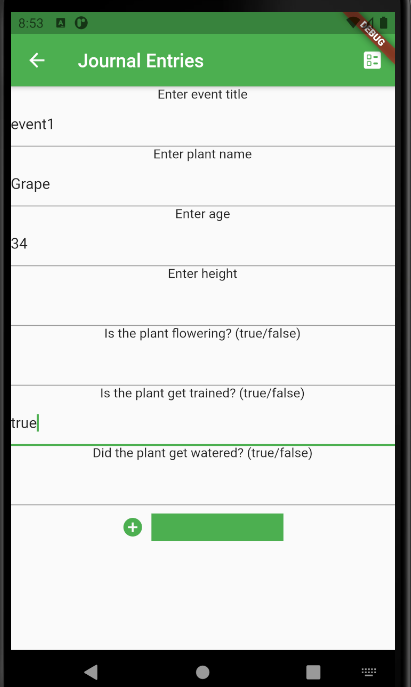 8:53
DEBUG
Journal Entries
Enter event title
event1
Enter plant name
Grape
Enter age
34
Enter height
Is the plant flowering? (true/false)
Is the plant get trained? (true/false)
true
Did the plant get watered? (true/false)